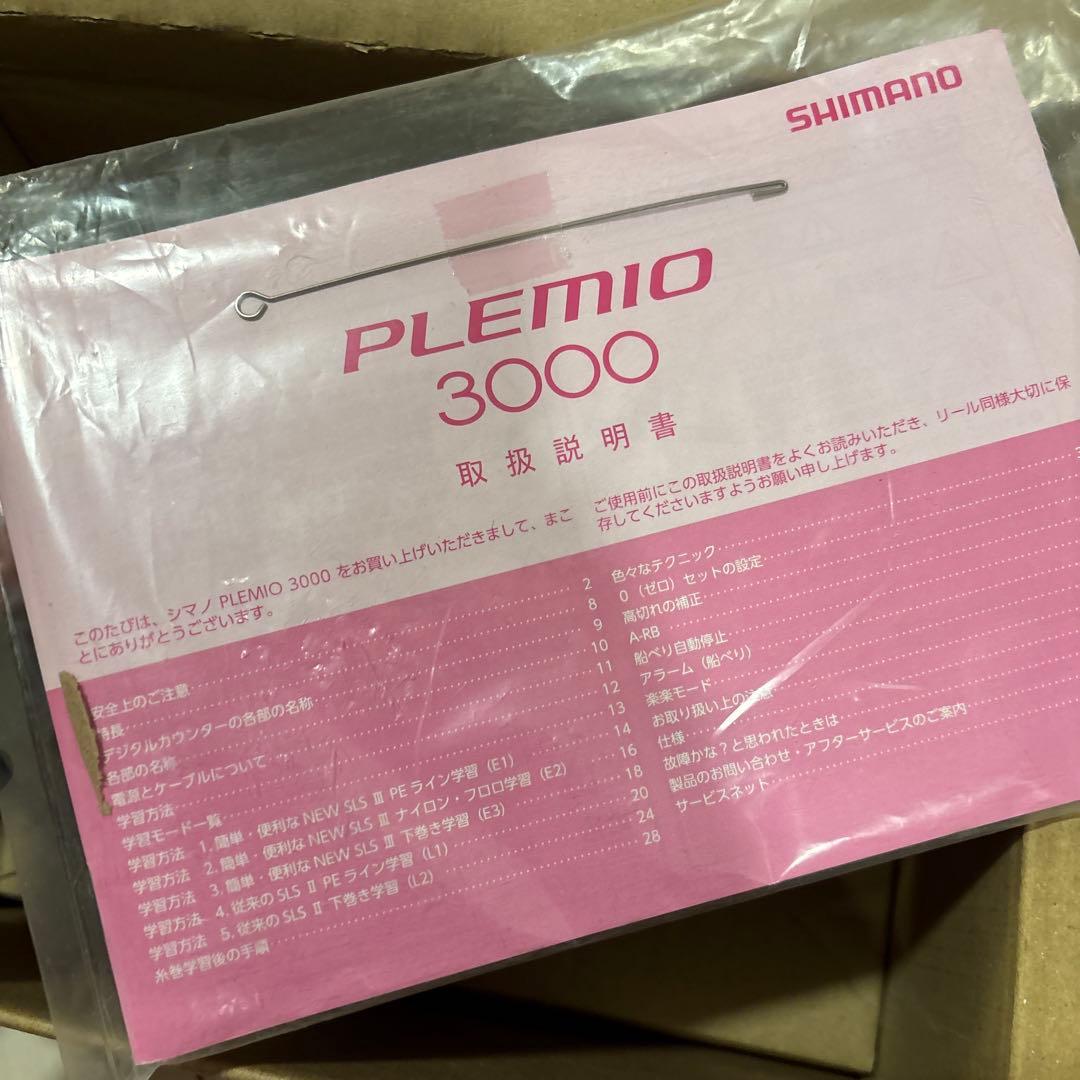 SHIMANO
PLEMIO
3000
取扱説明書
このたびは、シマノ PLEMIO 3000 をお買い上げいただきまして、まこ
とにありがとうございます。
ご使用前にこの取扱説明書をよくお読みいただき、リール同様大切に保
存してくださいますようお願い申し上げます。
安全上のご注意 2
特長 8
デジタルカウンターの各部の名称 9
各部の名称 10
電源とケーブルについて 11
学習方法 12
学習モード一覧 13
学習方法 1. 簡単・便利な NEW SLS Ⅲ PEライン学習(E1) 14
学習方法 2. 簡単・便利な NEW SLS Ⅲ ナイロン・フロロ学習(E2) 16
学習方法 3. 簡単・便利な NEW SLS Ⅲ 下巻き学習(E3) 18
学習方法 4. 従来の SLS Ⅱ PEライン学習(L1) 20
学習方法 5. 従来の SLS Ⅱ 下巻き学習(L2) 24
糸巻学習後の手順 28
色々なテクニック
0(ゼロ)セットの設定
高切れの補正
A-RB
船べり自動停止
アラーム(船べり)
楽楽モード
お取り扱い上の注意
仕様
故障かな?と思われたときは
製品のお問い合わせ・アフターサービスのご案内
サービスネット